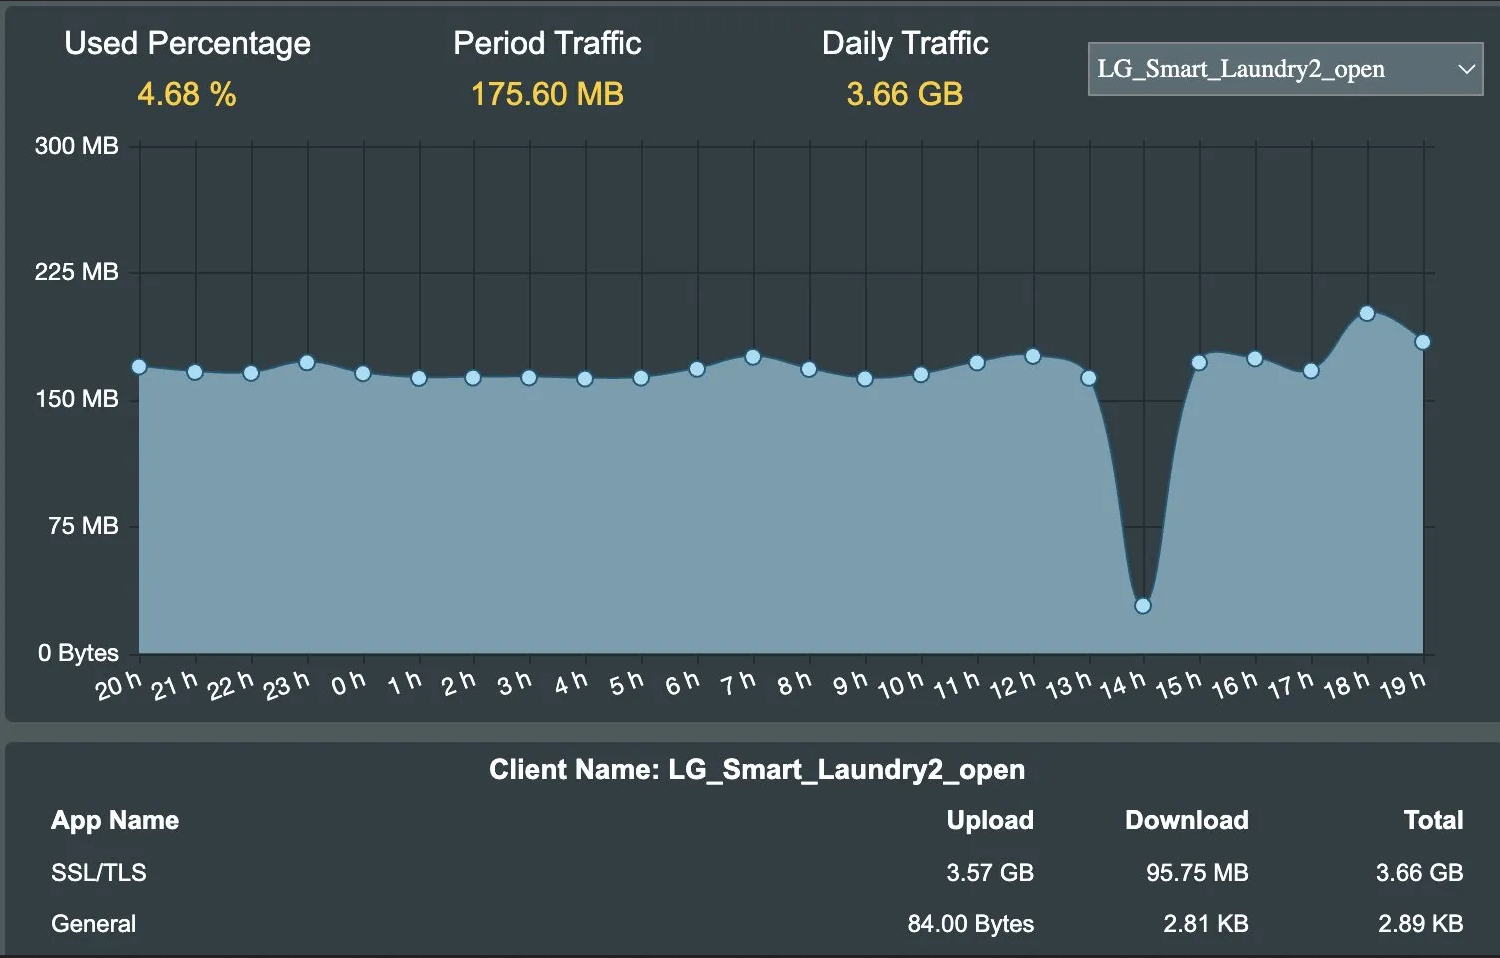 Used Percentage Period Traffic Daily Traffic
4.68 % 175.60 MB 3.66 GB
LG_Smart_Laundry2_open
300 MB
225 MB
150 MB
75 MB
0 Bytes
20 h 21 h 22 h 23 h 0 h 1 h 2 h 3 h 4 h 5 h 6 h 7 h 8 h 9 h 10 h 11 h 12 h 13 h 14 h 15 h 16 h 17 h 18 h 19 h
Client Name: LG_Smart_Laundry2_open
App Name Upload Download Total
SSL/TLS 3.57 GB 95.75 MB 3.66 GB
General 84.00 Bytes 2.81 KB 2.89 KB